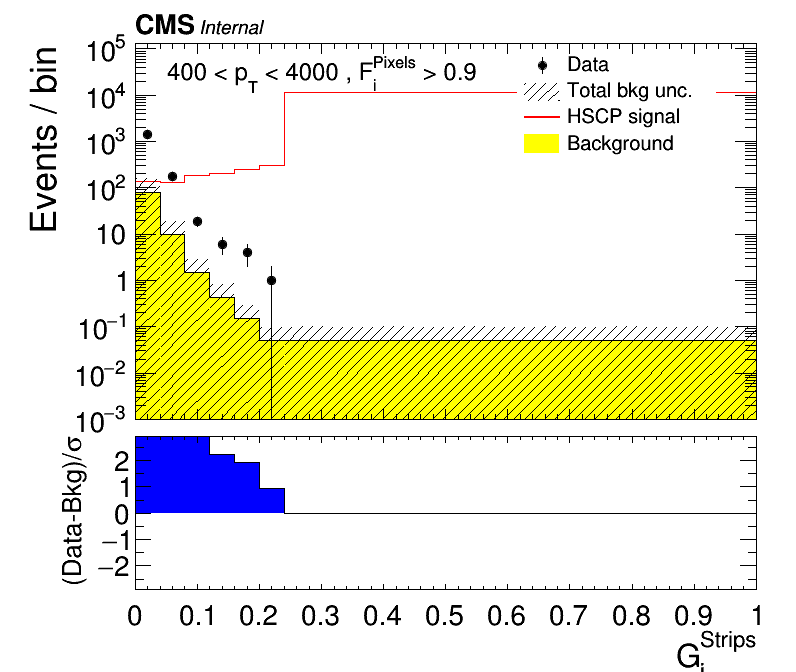 CMS Internal
400 < p_T < 4000 , F_i^Pixels > 0.9
Data
Total bkg unc.
HSCP signal
Background
Events / bin
10^5
10^4
10^3
10^2
10
1
10^−1
10^−2
10^−3
(Data-Bkg)/σ
2
1
0
−1
−2
0 0.1 0.2 0.3 0.4 0.5 0.6 0.7 0.8 0.9 1
G_i^Strips